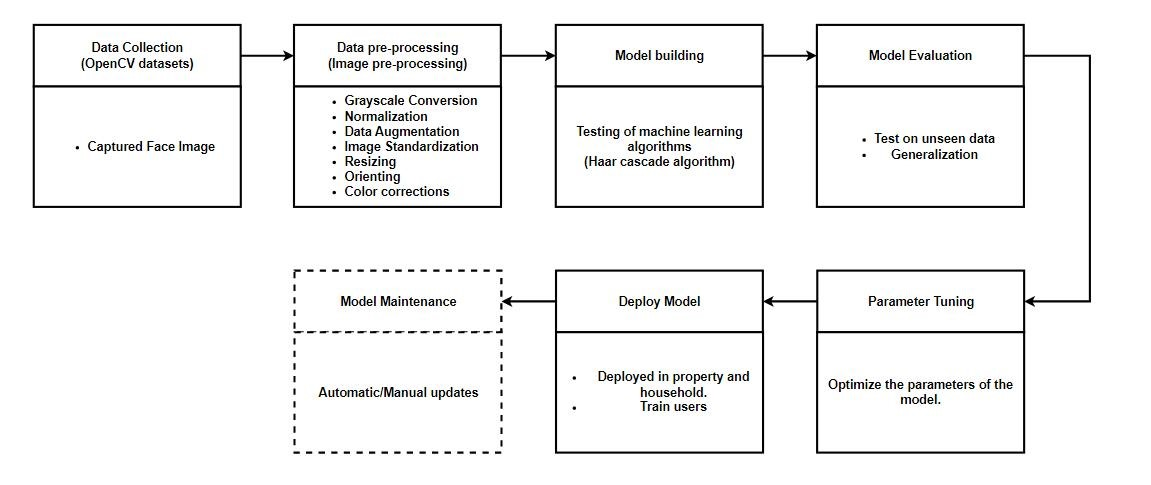 Data Collection
(OpenCV datasets)
• Captured Face Image
Data pre-processing
(Image pre-processing)
• Grayscale Conversion
• Normalization
• Data Augmentation
• Image Standardization
• Resizing
• Orienting
• Color corrections
Model building
Testing of machine learning
algorithms
(Haar cascade algorithm)
Model Evaluation
• Test on unseen data
• Generalization
Parameter Tuning
Optimize the parameters of the
model.
Deploy Model
• Deployed in property and
household.
• Train users
Model Maintenance
Automatic/Manual updates